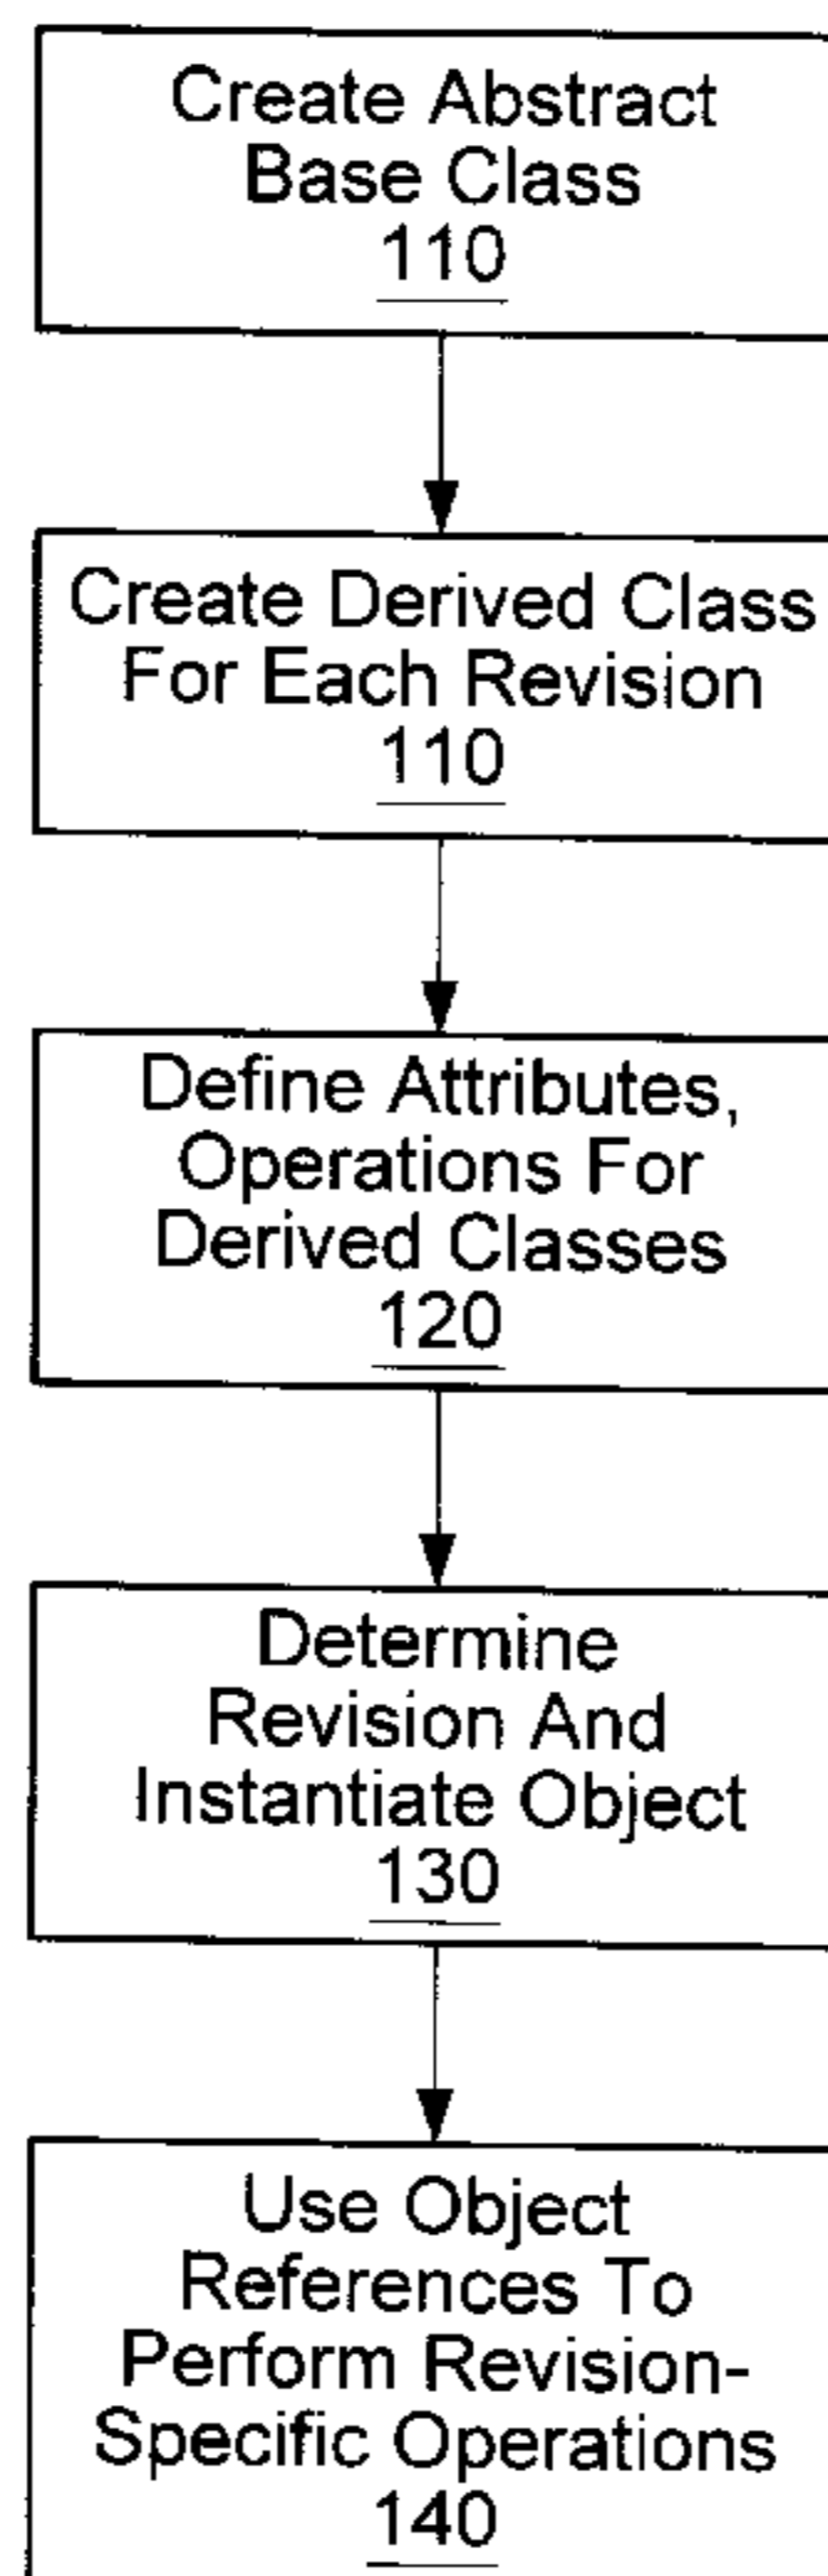 Create Abstract
Base Class
110
Create Derived Class
For Each Revision
110
Define Attributes,
Operations For
Derived Classes
120
Determine
Revision And
Instantiate Object
130
Use Object
References To
Perform Revision-
Specific Operations
140